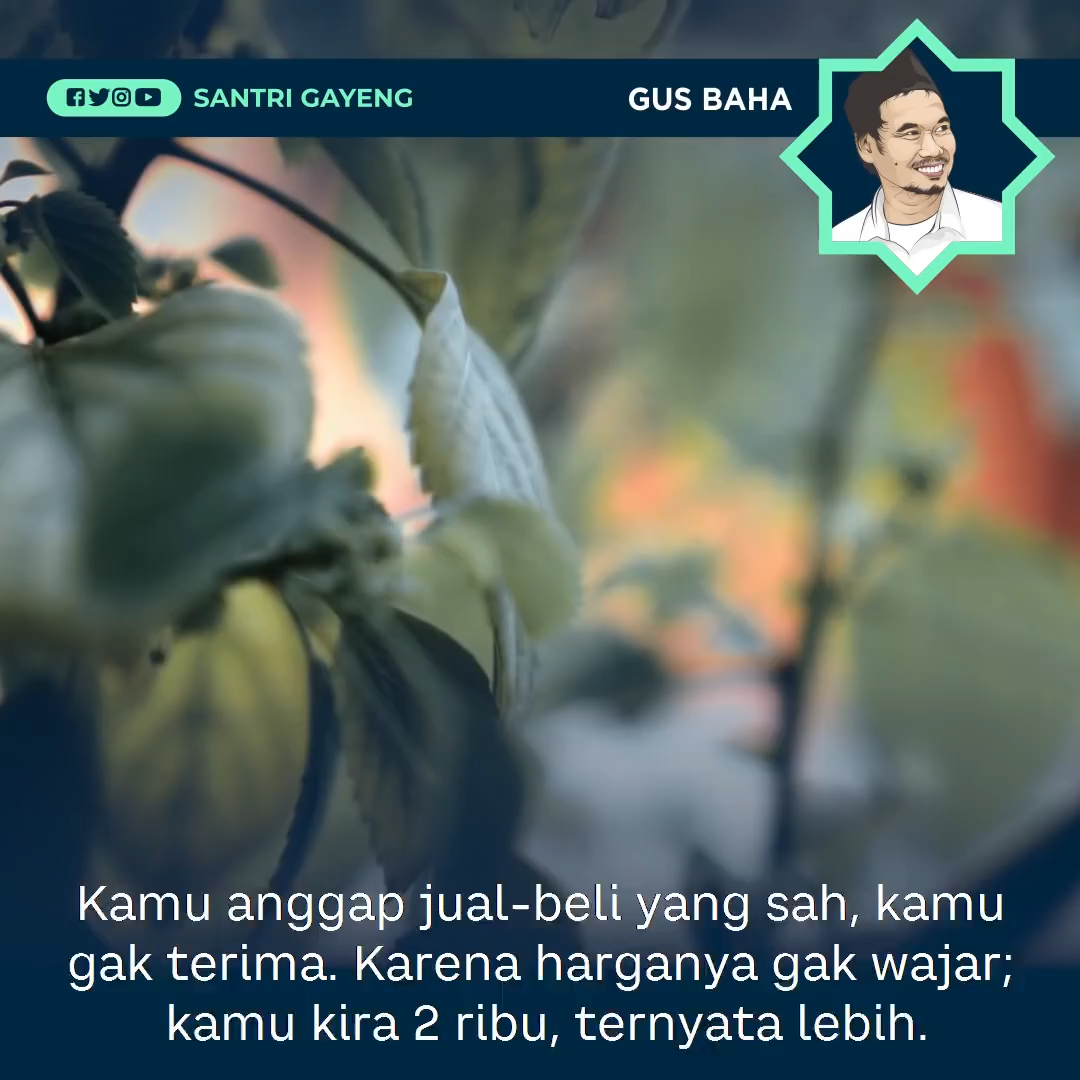 SANTRI GAYENG
GUS BAHA
Kamu anggap jual-beli yang sah, kamu
gak terima. Karena harganya gak wajar;
kamu kira 2 ribu, ternyata lebih.